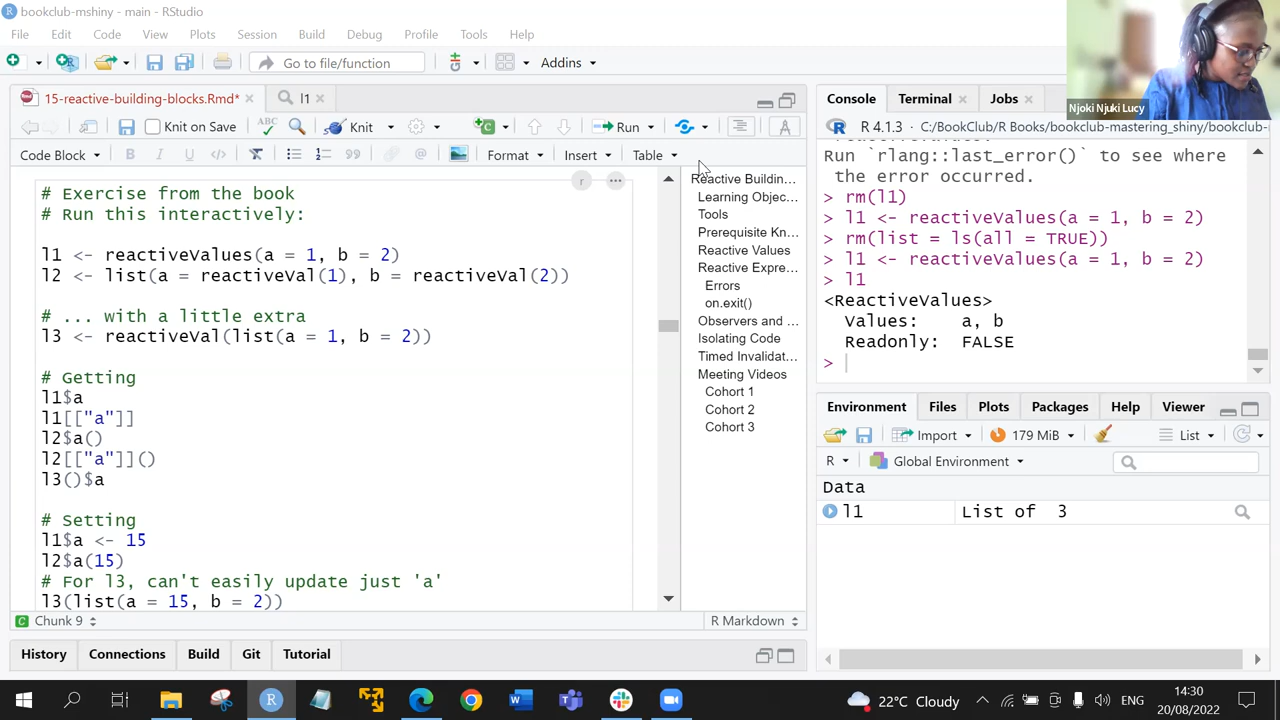 bookclub-mshiny - main - RStudio
File Edit Code View Plots Session Build Debug Profile Tools Help
Go to file/function Addins
15-reactive-building-blocks.Rmd* l1
Knit on Save Knit Run
Code Block B I U Format Insert Table
# Exercise from the book
# Run this interactively:
l1 <- reactiveValues(a = 1, b = 2)
l2 <- list(a = reactiveVal(1), b = reactiveVal(2))
# ... with a little extra
l3 <- reactiveVal(list(a = 1, b = 2))
# Getting
l1$a
l1[["a"]]
l2$a()
l2[["a"]]()
l3()$a
# Setting
l1$a <- 15
l2$a(15)
# For l3, can't easily update just 'a'
l3(list(a = 15, b = 2))
Chunk 9 R Markdown
Reactive Buildin...
Learning Objec...
Tools
Prerequisite Kn...
Reactive Values
Reactive Expre...
Errors
on.exit()
Observers and ...
Isolating Code
Timed Invalidat...
Meeting Videos
Cohort 1
Cohort 2
Cohort 3
History Connections Build Git Tutorial
Njoki Njuki Lucy
Console Terminal Jobs
R 4.1.3 · C:/BookClub/R Books/bookclub-mastering_shiny/bookclub-
Run `rlang::last_error()` to see where
the error occurred.
> rm(l1)
> l1 <- reactiveValues(a = 1, b = 2)
> rm(list = ls(all = TRUE))
> l1 <- reactiveValues(a = 1, b = 2)
> l1
<ReactiveValues>
Values: a, b
Readonly: FALSE
>
Environment Files Plots Packages Help Viewer
Import 179 MiB List
R Global Environment
Data
l1 List of 3
22°C Cloudy ENG 14:30
20/08/2022